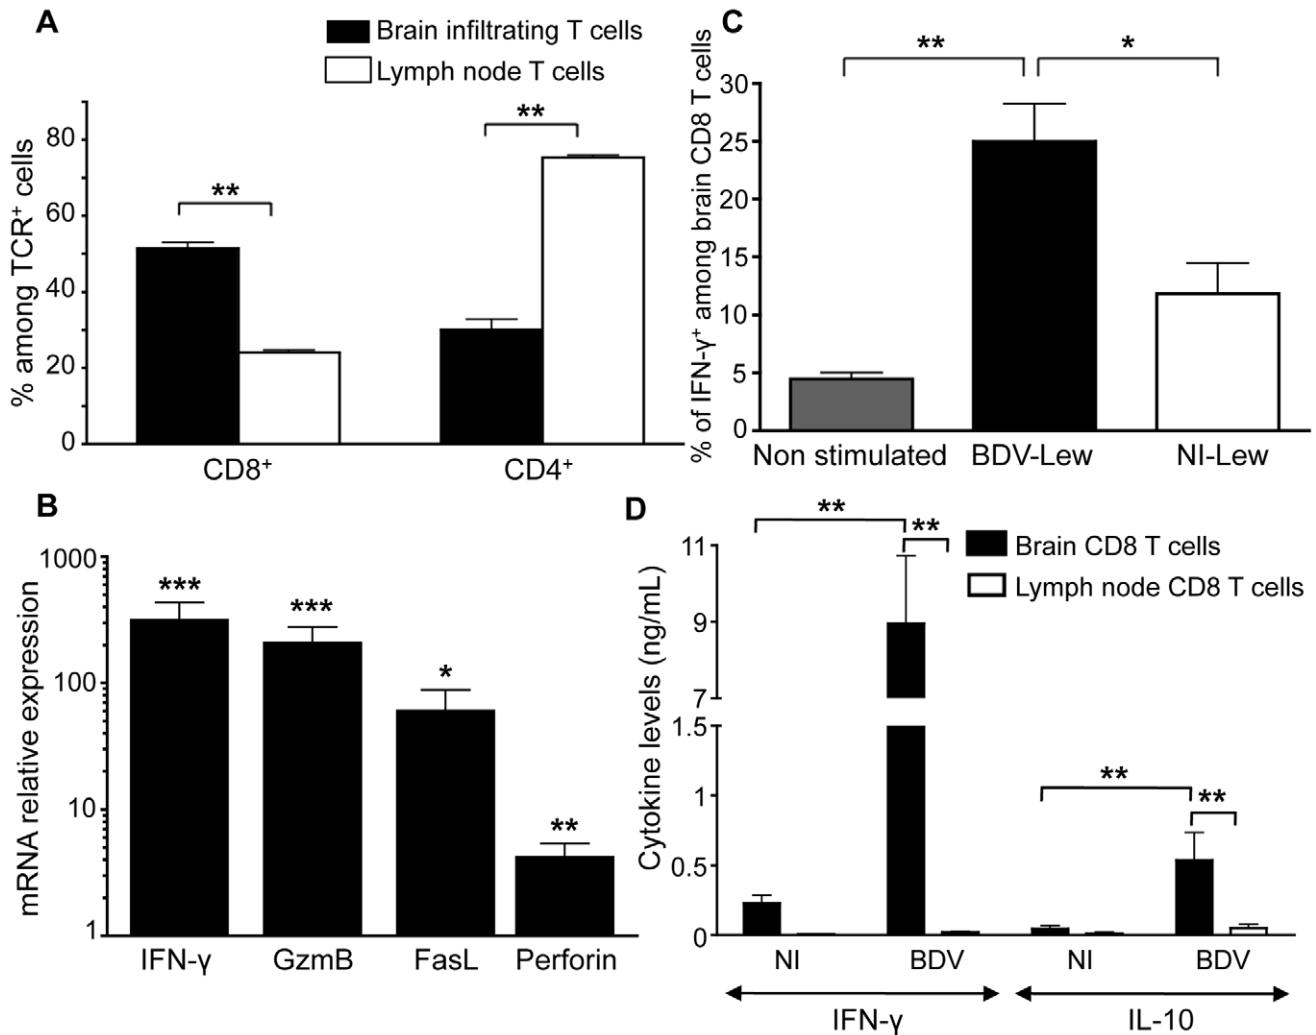 A
Brain infiltrating T cells
Lymph node T cells
% among TCR⁺ cells
80
60
40
20
0
**
**
CD8⁺
CD4⁺
B
mRNA relative expression
1000
100
10
1
***
***
*
**
IFN-γ
GzmB
FasL
Perforin
C
% of IFN-γ⁺ among brain CD8 T cells
30
25
20
15
10
5
0
**
*
Non stimulated
BDV-Lew
NI-Lew
D
Brain CD8 T cells
Lymph node CD8 T cells
Cytokine levels (ng/mL)
11
9
7
1.5
1
0.5
0
**
**
**
**
NI
BDV
NI
BDV
IFN-γ
IL-10